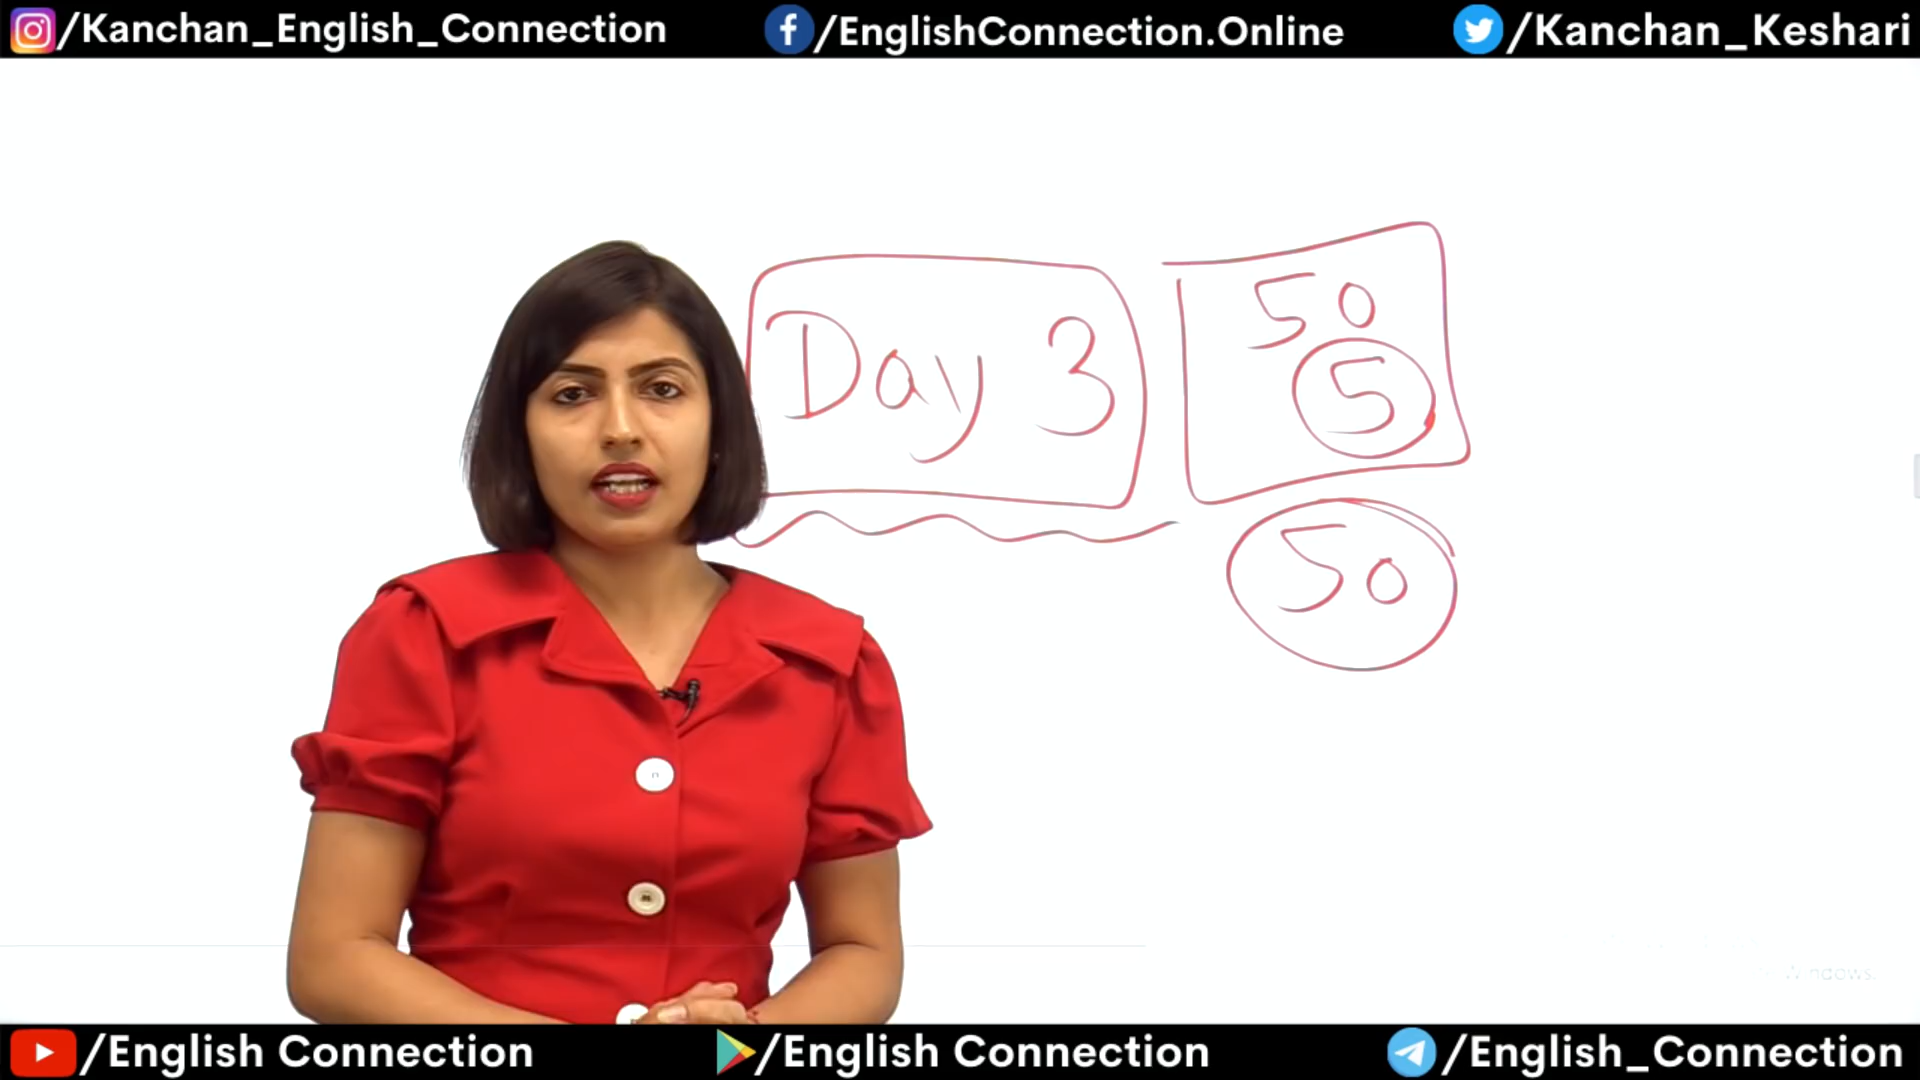 /Kanchan_English_Connection
/EnglishConnection.Online
/Kanchan_Keshari
Day 3
50
5
50
/English Connection
/English Connection
/English_Connection